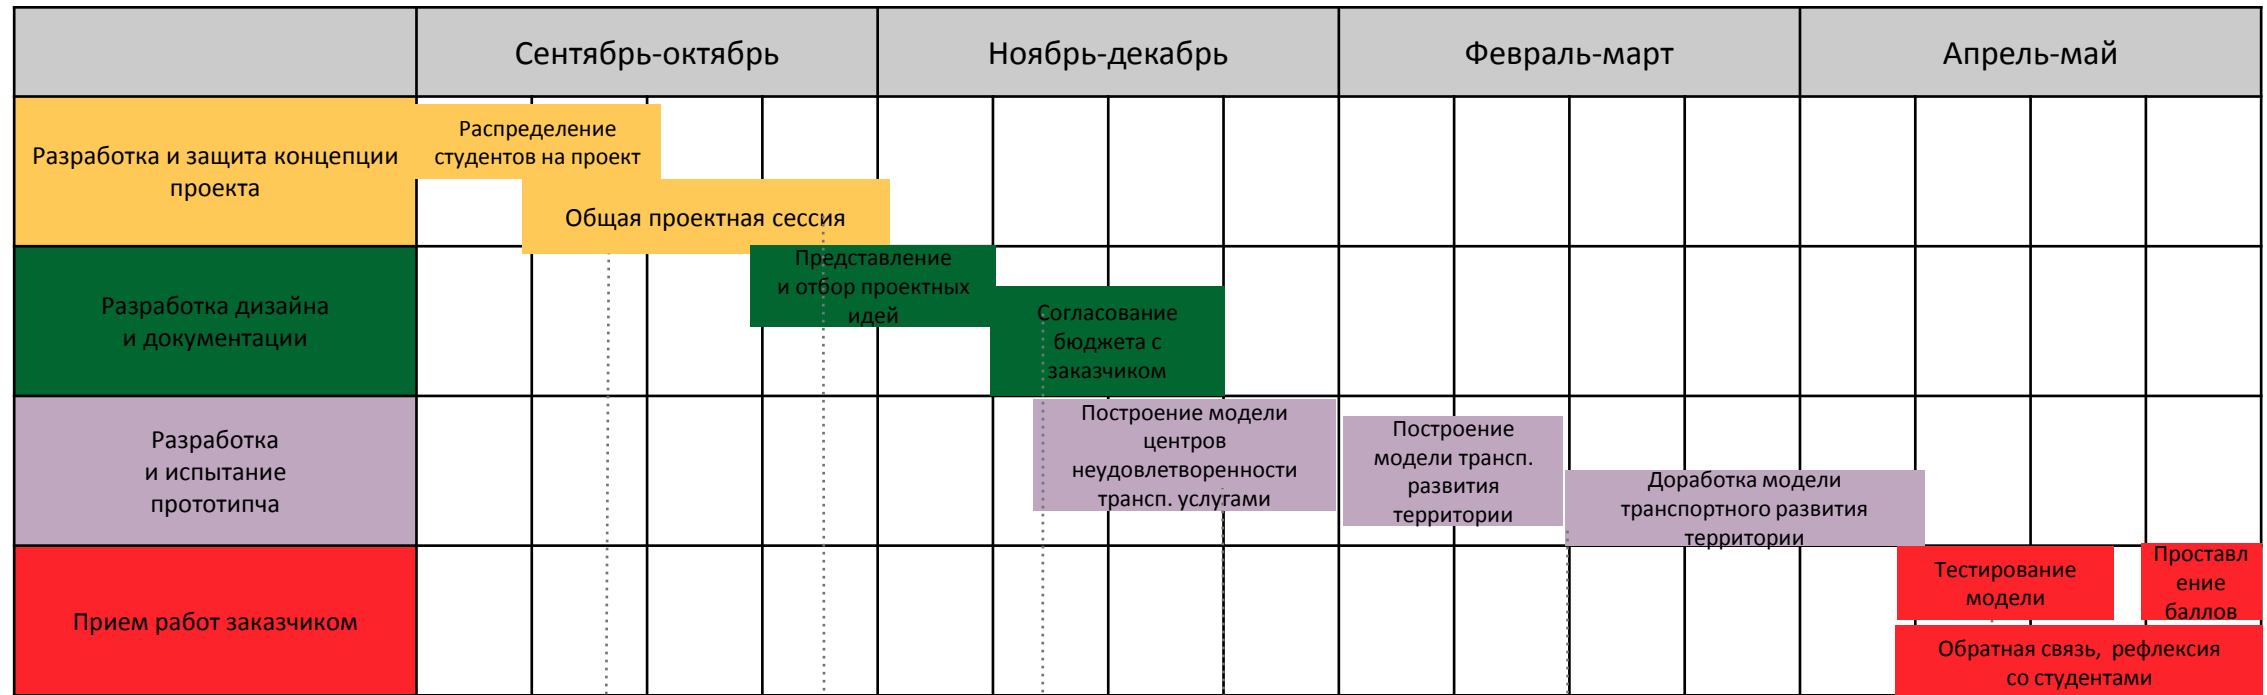 Сентябрь-октябрь
Ноябрь-декабрь
Февраль-март
Апрель-май
Разработка и защита концепции
проекта
Распределение
студентов на проект
Общая проектная сессия
Разработка дизайна
и документации
Представление
и отбор проектных
идей
Согласование
бюджета с
заказчиком
Разработка
и испытание
прототипча
Построение модели
центров
неудовлетворенности
трансп. услугами
Построение
модели трансп.
развития
территории
Доработка модели
транспортного развития
территории
Прием работ заказчиком
Тестирование
модели
Проставл
ение
баллов
Обратная связь, рефлексия
со студентами